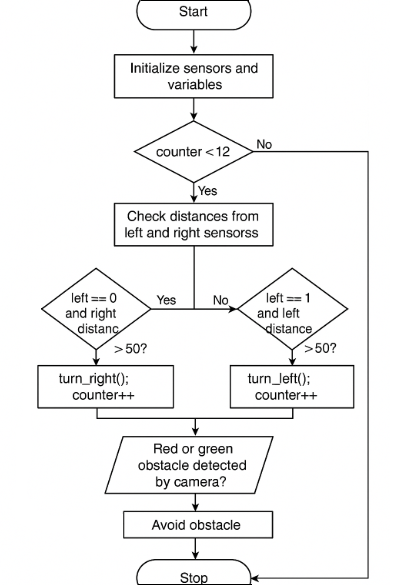 Start
Initialize sensors and
variables
counter < 12
No
Yes
Check distances from
left and right sensorss
left == 0
and right
distanc
>50?
Yes
No
left == 1
and left
distance
>50?
turn_right();
counter++
turn_left();
counter++
Red or green
obstacle detected
by camera?
Avoid obstacle
Stop